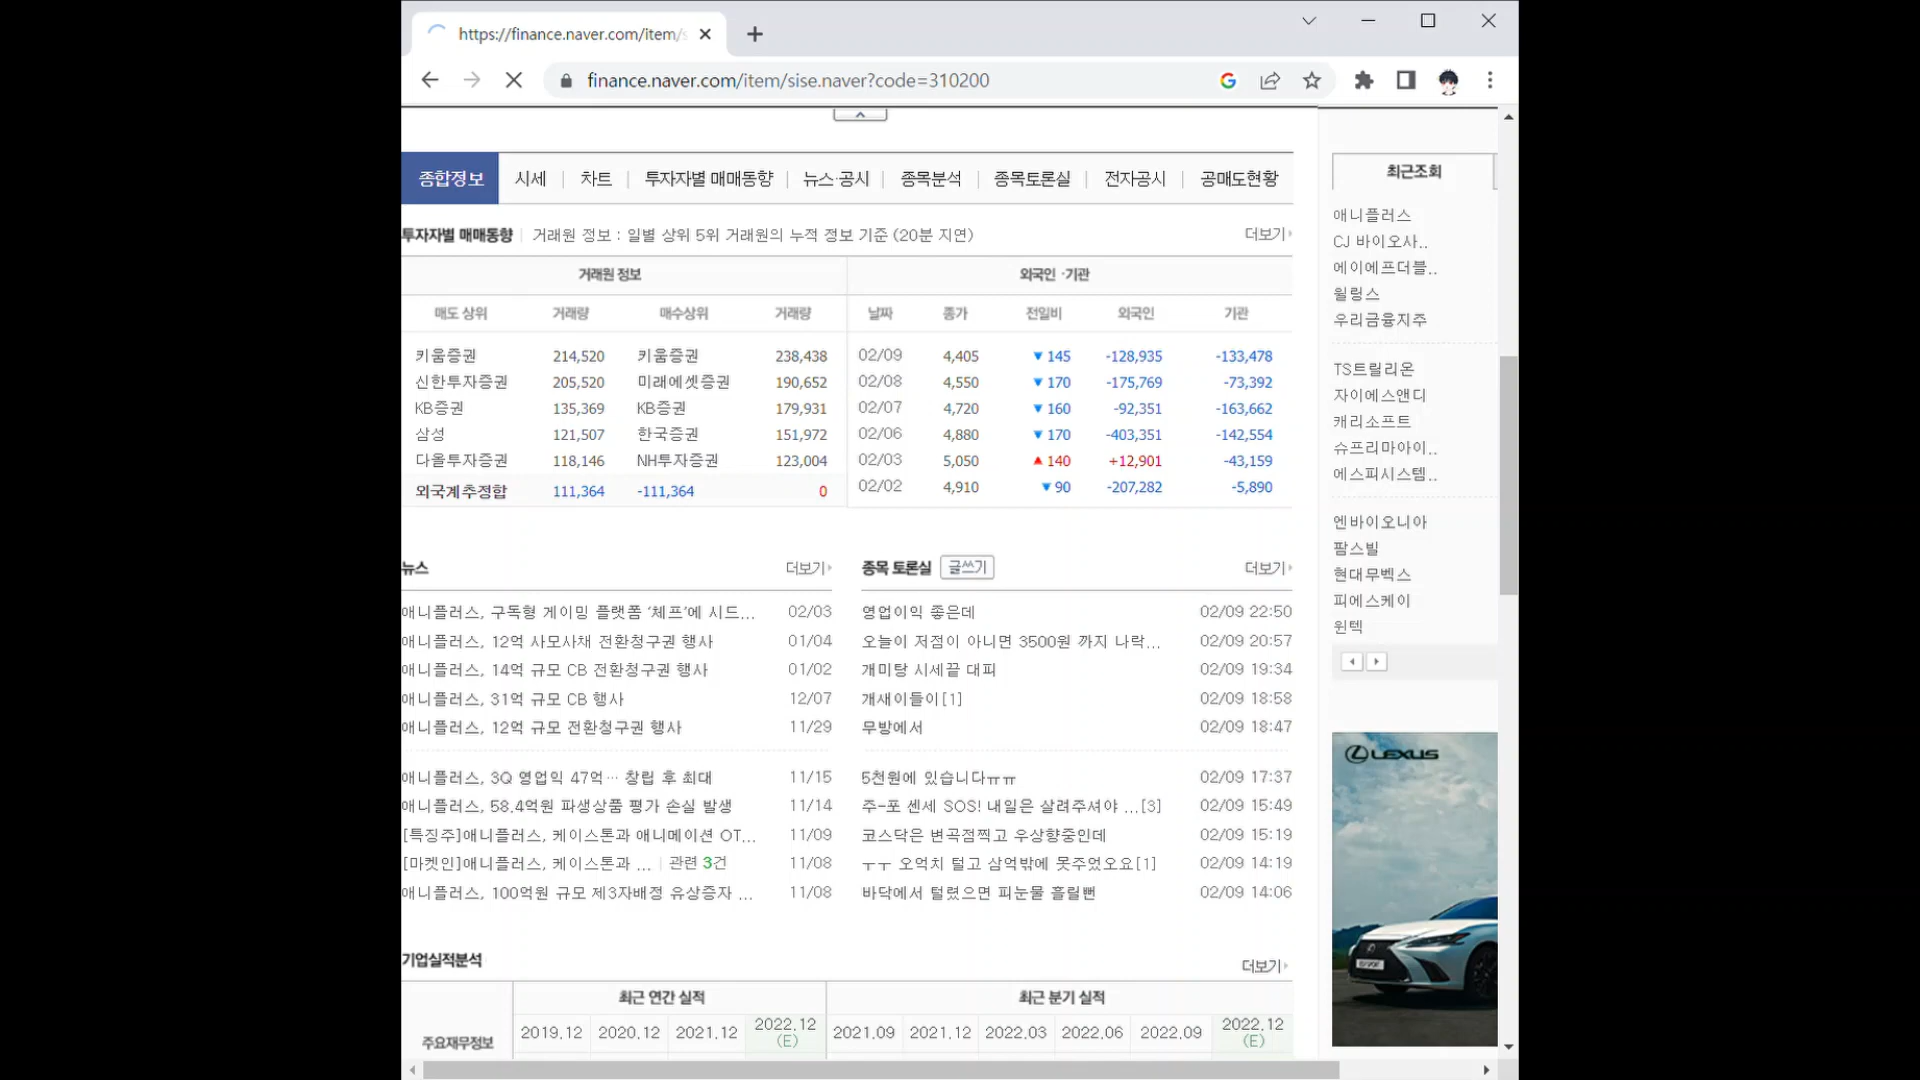 https://finance.naver.com/item/s
finance.naver.com/item/sise.naver?code=310200
종합정보 시세 차트 투자자별 매매동향 뉴스·공시 종목분석 종목토론실 전자공시 공매도현황
투자자별 매매동향 거래원 정보 : 일별 상위 5위 거래원의 누적 정보 기준 (20분 지연) 더보기
거래원 정보 외국인·기관
매도 상위 거래량 매수상위 거래량 날짜 종가 전일비 외국인 기관
키움증권 214,520 키움증권 238,438 02/09 4,405 ▼145 -128,935 -133,478
신한투자증권 205,520 미래에셋증권 190,652 02/08 4,550 ▼170 -175,769 -73,392
KB증권 135,369 KB증권 179,931 02/07 4,720 ▼160 -92,351 -163,662
삼성 121,507 한국증권 151,972 02/06 4,880 ▼170 -403,351 -142,554
다올투자증권 118,146 NH투자증권 123,004 02/03 5,050 ▲140 +12,901 -43,159
외국계추정합 111,364 -111,364 0 02/02 4,910 ▼90 -207,282 -5,890
뉴스 더보기
애니플러스, 구독형 게이밍 플랫폼 ‘체프’에 시드... 02/03
애니플러스, 12억 사모사채 전환청구권 행사 01/04
애니플러스, 14억 규모 CB 전환청구권 행사 01/02
애니플러스, 31억 규모 CB 행사 12/07
애니플러스, 12억 규모 전환청구권 행사 11/29
애니플러스, 3Q 영업익 47억… 창립 후 최대 11/15
애니플러스, 58.4억원 파생상품 평가 손실 발생 11/14
[특징주]애니플러스, 케이스톤과 애니메이션 OT... 11/09
[마켓인]애니플러스, 케이스톤과 ... 관련 3건 11/08
애니플러스, 100억원 규모 제3자배정 유상증자 ... 11/08
종목 토론실 글쓰기 더보기
영업이익 좋은데 02/09 22:50
오늘이 저점이 아니면 3500원 까지 나락... 02/09 20:57
개미탕 시세끝 대피 02/09 19:34
개새이들이[1] 02/09 18:58
무방에서 02/09 18:47
5천원에 있습니다ㅠㅠ 02/09 17:37
주-포 센세 SOS! 내일은 살려주셔야 ...[3] 02/09 15:49
코스닥은 변곡점찍고 우상향중인데 02/09 15:19
ㅜㅜ 오억치 털고 삼억밖에 못주었오요[1] 02/09 14:19
바닥에서 털렸으면 피눈물 흘릴뻔 02/09 14:06
기업실적분석 더보기
주요재무정보 최근 연간 실적 최근 분기 실적
2019.12 2020.12 2021.12 2022.12 (E) 2021.09 2021.12 2022.03 2022.06 2022.09 2022.12 (E)
최근조회
애니플러스
CJ 바이오사..
에이에프더블..
윌링스
우리금융지주
TS트릴리온
자이에스앤디
캐리소프트
슈프리마아이..
에스피시스템..
엔바이오니아
팜스빌
현대무벡스
피에스케이
윈텍
LEXUS